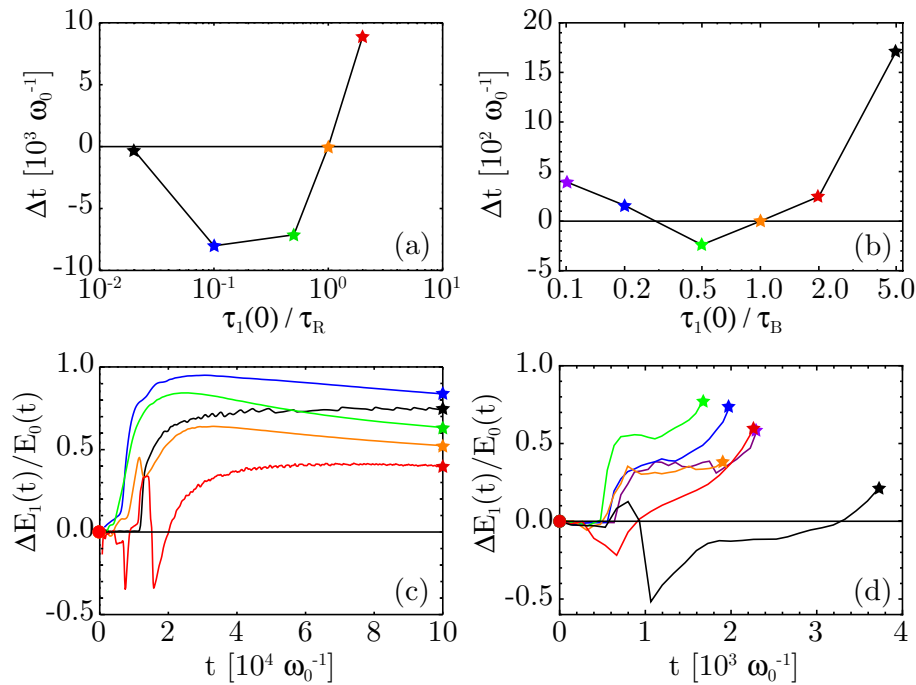 10
5
0
-5
-10
Δt [10³ ω₀⁻¹]
(a)
10⁻² 10⁻¹ 10⁰ 10¹
τ₁(0) / τ_R
20
15
10
5
0
-5
Δt [10² ω₀⁻¹]
(b)
0.1 0.2 0.5 1.0 2.0 5.0
τ₁(0) / τ_B
1.0
0.5
0.0
-0.5
ΔE₁(t)/E₀(t)
(c)
0 2 4 6 8 10
t [10⁴ ω₀⁻¹]
1.0
0.5
0.0
-0.5
ΔE₁(t)/E₀(t)
(d)
0 1 2 3 4
t [10³ ω₀⁻¹]